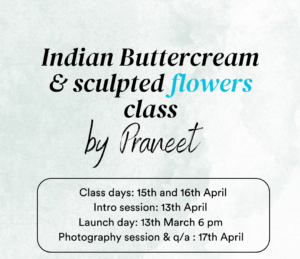 Indian Buttercream
& sculpted flowers
class
by Praneet
Class days: 15th and 16th April
Intro session: 13th April
Launch day: 13th March 6 pm
Photography session & q/a : 17th April